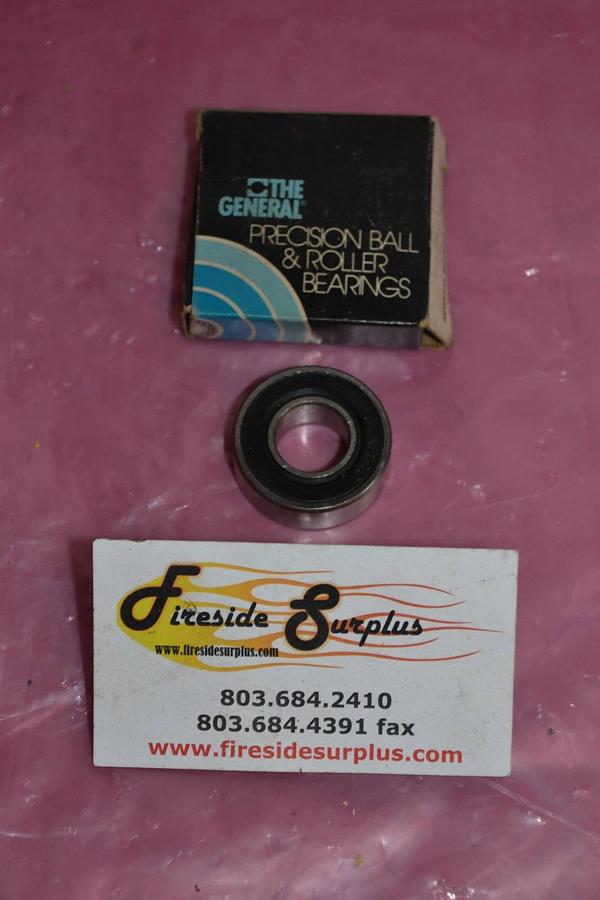 THE
GENERAL
PRECISION BALL
& ROLLER
BEARINGS
Fireside Surplus
www.firesidesurplus.com
803.684.2410
803.684.4391 fax
www.firesidesurplus.com